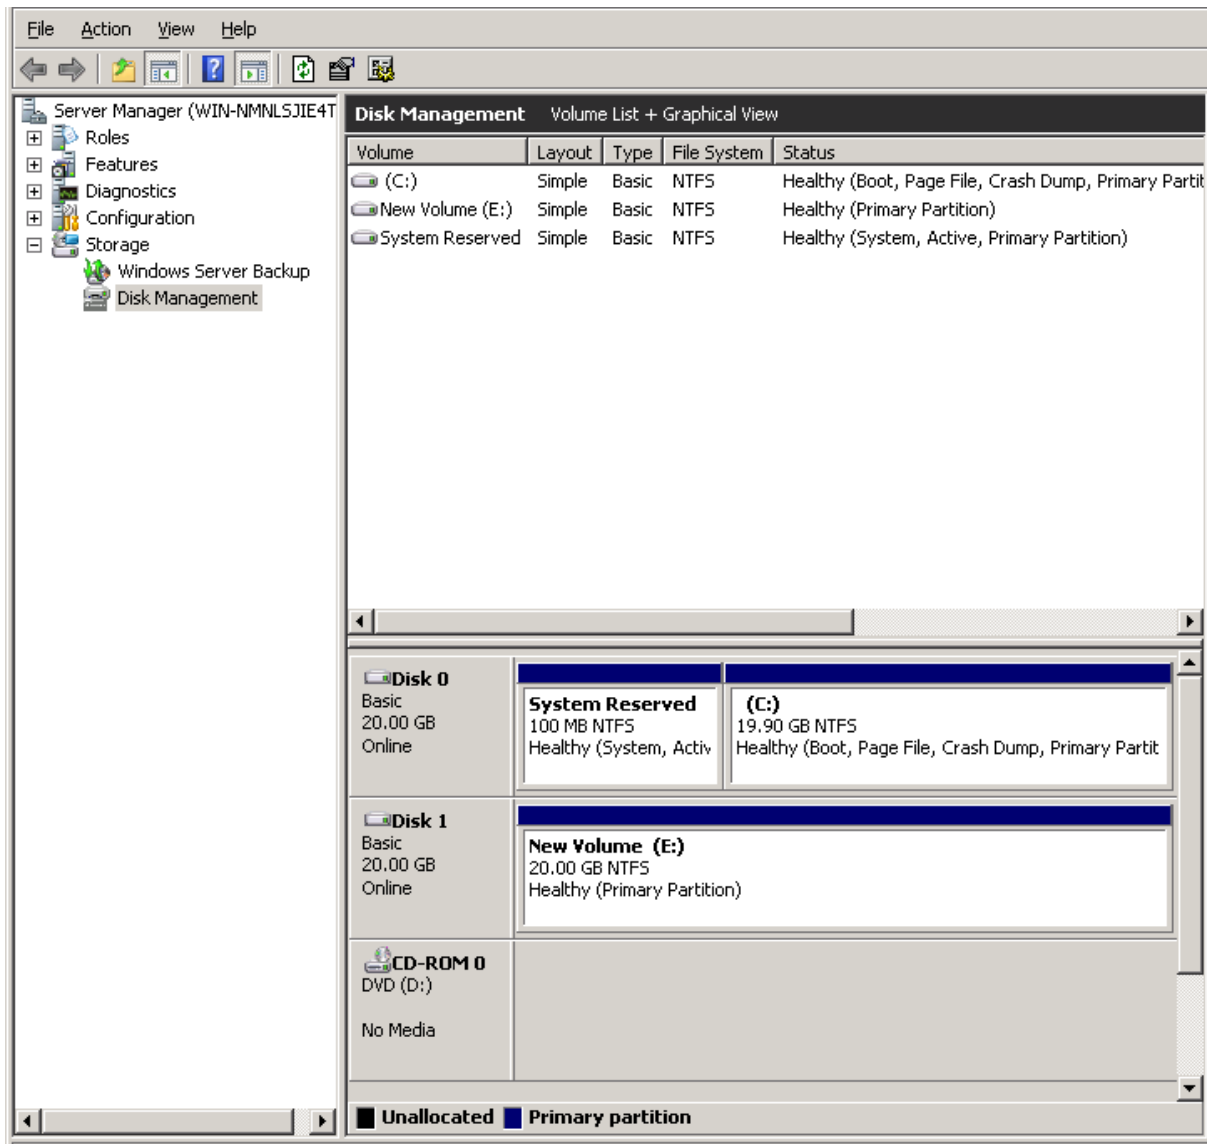 File Action View Help
Server Manager (WIN-NMNLSJIE4T
Roles
Features
Diagnostics
Configuration
Storage
Windows Server Backup
Disk Management
Disk Management Volume List + Graphical View
Volume Layout Type File System Status
(C:) Simple Basic NTFS Healthy (Boot, Page File, Crash Dump, Primary Partit
New Volume (E:) Simple Basic NTFS Healthy (Primary Partition)
System Reserved Simple Basic NTFS Healthy (System, Active, Primary Partition)
Disk 0
Basic
20.00 GB
Online
System Reserved
100 MB NTFS
Healthy (System, Activ
(C:)
19.90 GB NTFS
Healthy (Boot, Page File, Crash Dump, Primary Partit
Disk 1
Basic
20.00 GB
Online
New Volume (E:)
20.00 GB NTFS
Healthy (Primary Partition)
CD-ROM 0
DVD (D:)
No Media
Unallocated Primary partition